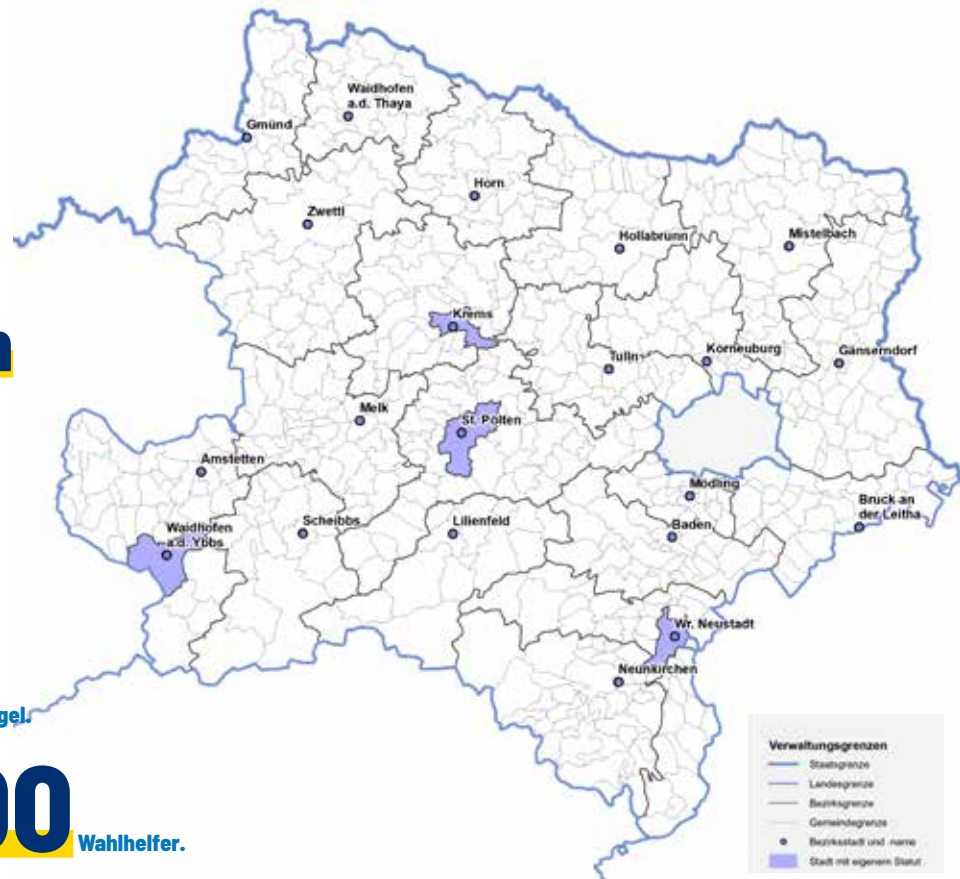 Waidhofen
a.d. Thaya
Gmünd
Horn
Zwettl
Hollabrunn
Mistelbach
Krems
Tulln
Korneuburg
Gänserndorf
Melk
St. Pölten
Amstetten
Mödling
Bruck an
der Leitha
Waidhofen
a.d. Ybbs
Scheibbs
Lilienfeld
Baden
Wr. Neustadt
Neunkirchen
gel.
00 Wahlhelfer.
Verwaltungsgrenzen
Staatsgrenze
Landesgrenze
Bezirksgrenze
Gemeindegrenze
Bezirksstadt und -name
Stadt mit eigenem Statut